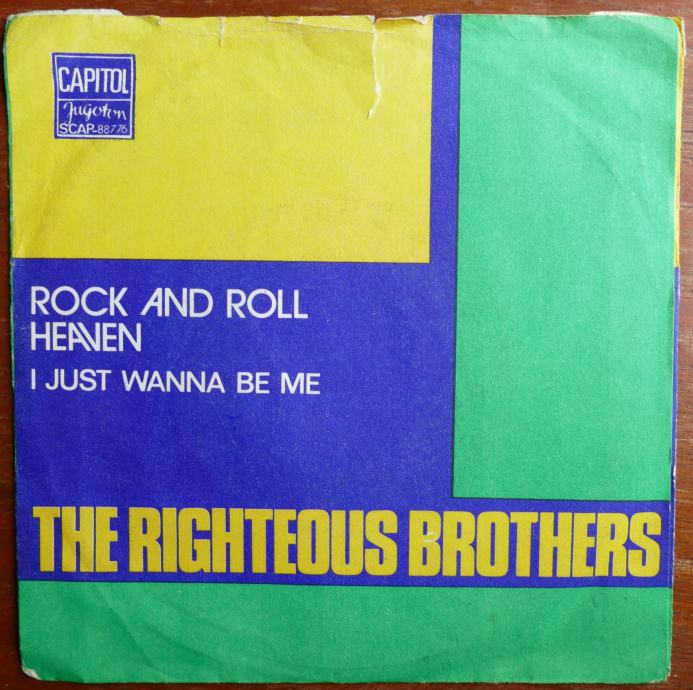 CAPITOL
Jugoton
SCAP-88776
ROCK AND ROLL
HEAVEN
I JUST WANNA BE ME
THE RIGHTEOUS BROTHERS